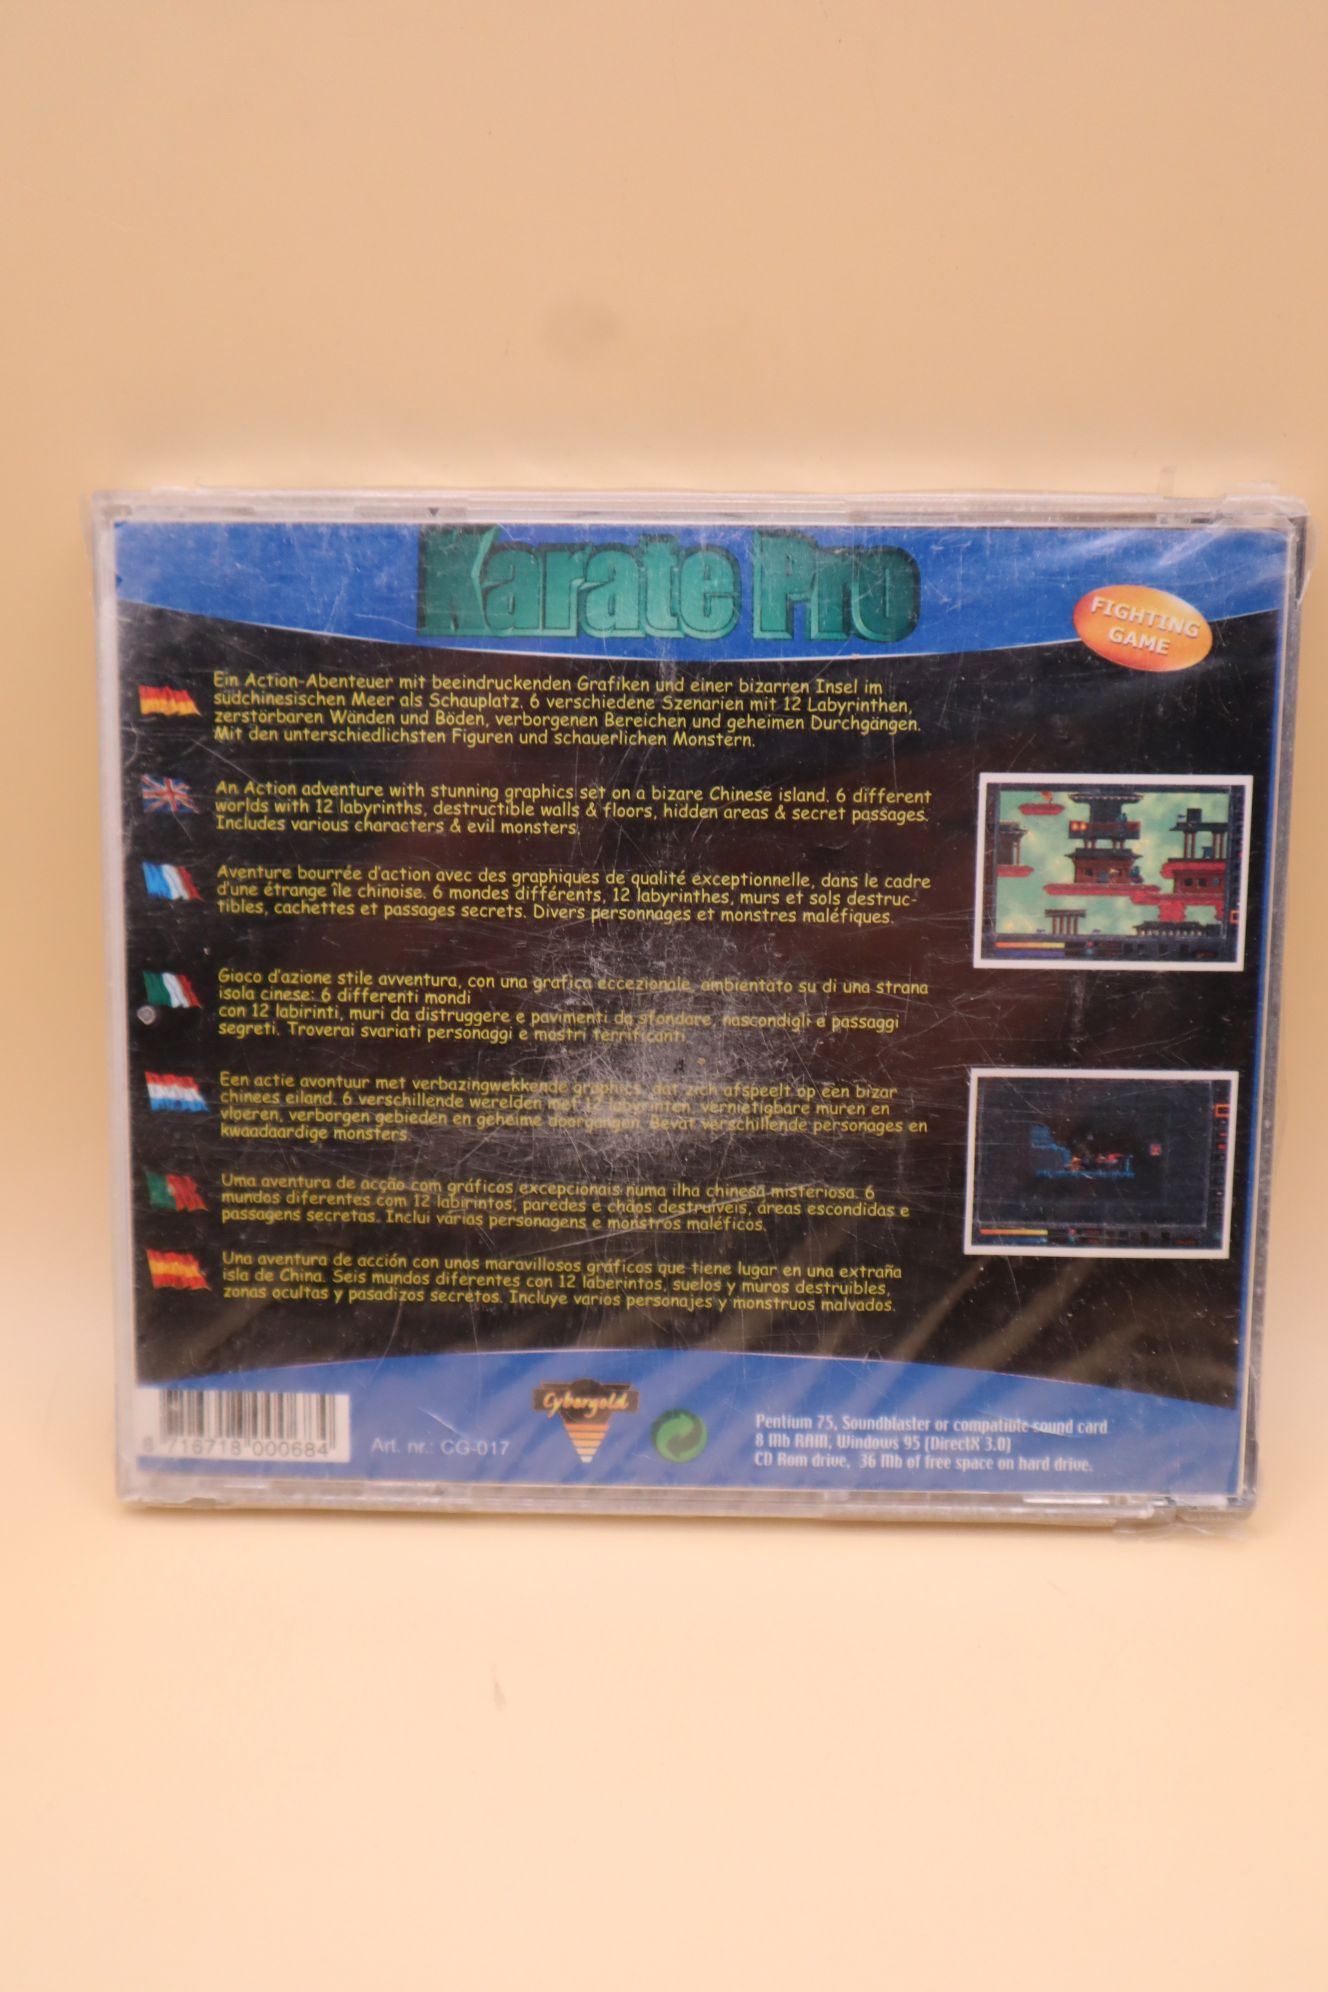 Karate Pro
FIGHTING
GAME
Ein Action-Abenteuer mit beeindruckenden Grafiken und einer bizarren Insel im
südchinesischen Meer als Schauplatz. 6 verschiedene Szenarien mit 12 Labyrinthen,
zerstörbaren Wänden und Böden, verborgenen Bereichen und geheimen Durchgängen.
Mit den unterschiedlichsten Figuren und schauerlichen Monstern.
An Action adventure with stunning graphics set on a bizare Chinese island. 6 different
worlds with 12 labyrinths, destructible walls & floors, hidden areas & secret passages.
Includes various characters & evil monsters.
Aventure bourrée d'action avec des graphiques de qualité exceptionnelle, dans le cadre
d'une étrange île chinoise. 6 mondes différents, 12 labyrinthes, murs et sols destruc-
tibles, cachettes et passages secrets. Divers personnages et monstres maléfiques.
Gioco d'azione stile avventura, con una grafica eccezionale, ambientato su di una strana
isola cinese: 6 differenti mondi
con 12 labirinti, muri da distruggere e pavimenti da sfondare, nascondigli e passaggi
segreti. Troverai svariati personaggi e mostri terrificanti
Een actie avontuur met verbazingwekkende graphics, dat zich afspeelt op een bizar
chinees eiland. 6 verschillende werelden met 12 labyrinten, vernietigbare muren en
vloeren, verborgen gebieden en geheime doorgangen. Bevat verschillende personages en
kwaadaardige monsters.
Uma aventura de acção com gráficos excepcionais numa ilha chinesa misteriosa. 6
mundos diferentes com 12 labirintos, paredes e chãos destruíveis, áreas escondidas e
passagens secretas. Inclui várias personagens e monstros maléficos.
Una aventura de acción con unos maravillosos gráficos que tiene lugar en una extraña
isla de China. Seis mundos diferentes con 12 laberintos, suelos y muros destruibles,
zonas ocultas y pasadizos secretos. Incluye varios personajes y monstruos malvados.
8 716718 000684
Art. nr.: CG-017
Cybergold
Pentium 75, Soundblaster or compatible sound card
8 Mb RAM, Windows 95 (DirectX 3.0)
CD Rom drive, 36 Mb of free space on hard drive.